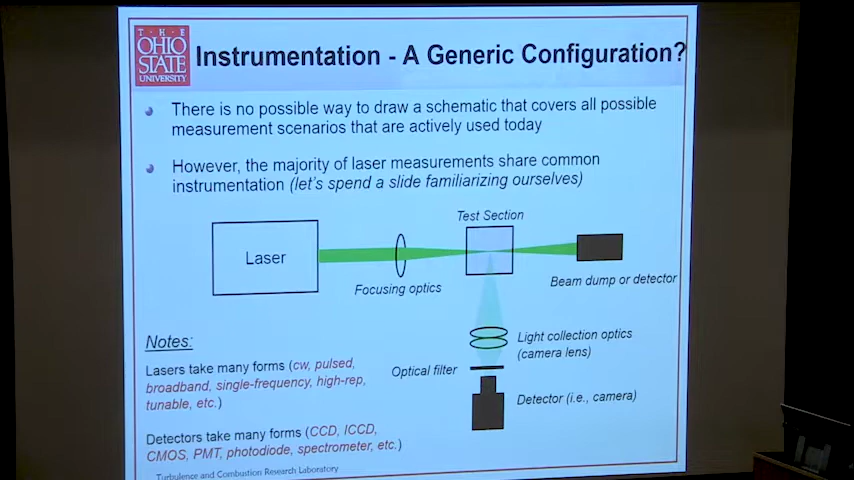 T · H · E
OHIO
STATE
UNIVERSITY
Instrumentation - A Generic Configuration?
There is no possible way to draw a schematic that covers all possible
measurement scenarios that are actively used today
However, the majority of laser measurements share common
instrumentation (let's spend a slide familiarizing ourselves)
Test Section
Laser
Focusing optics
Beam dump or detector
Light collection optics
(camera lens)
Optical filter
Detector (i.e., camera)
Notes:
Lasers take many forms (cw, pulsed,
broadband, single-frequency, high-rep,
tunable, etc.)
Detectors take many forms (CCD, ICCD,
CMOS, PMT, photodiode, spectrometer, etc.)
Turbulence and Combustion Research Laboratory